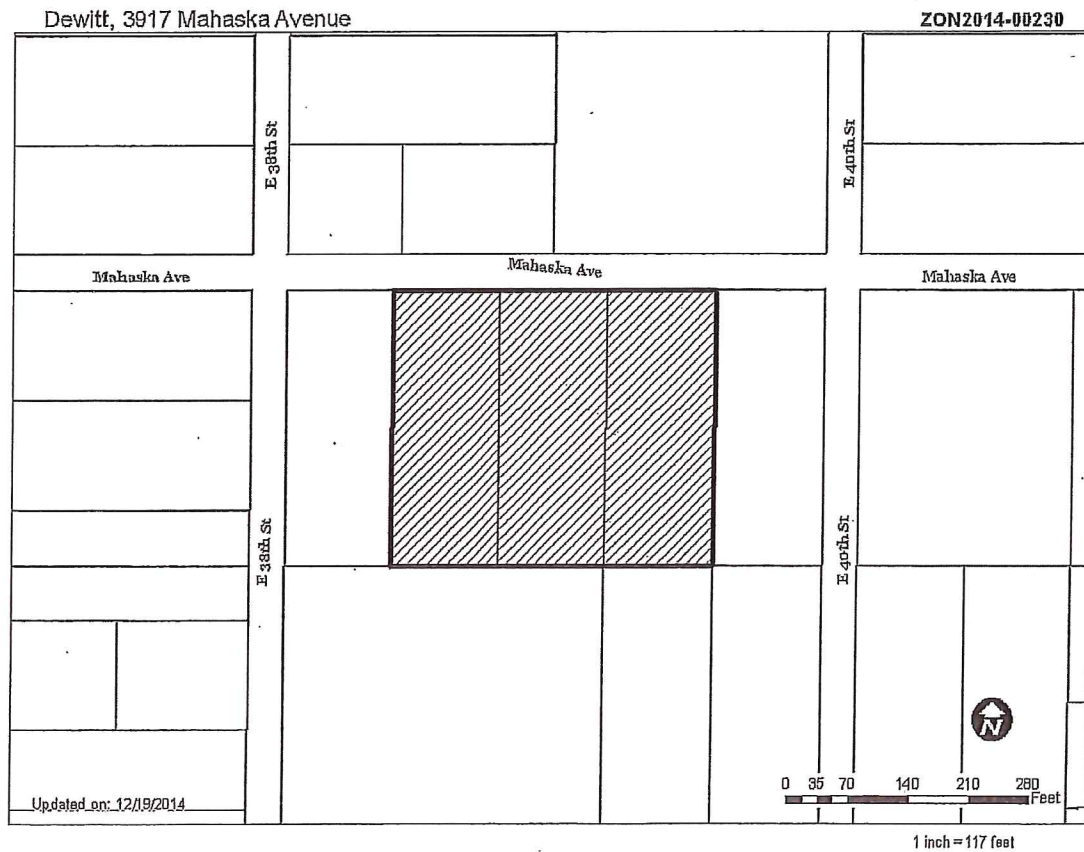 Dewitt, 3917 Mahaska Avenue
ZON2014-00230
E 38th St
E 40th St
Mahaska Ave
Mahaska Ave
Mahaska Ave
E 38th St
E 40th St
N
0 35 70 140 210 280
Feet
Updated on: 12/19/2014
1 inch = 117 feet